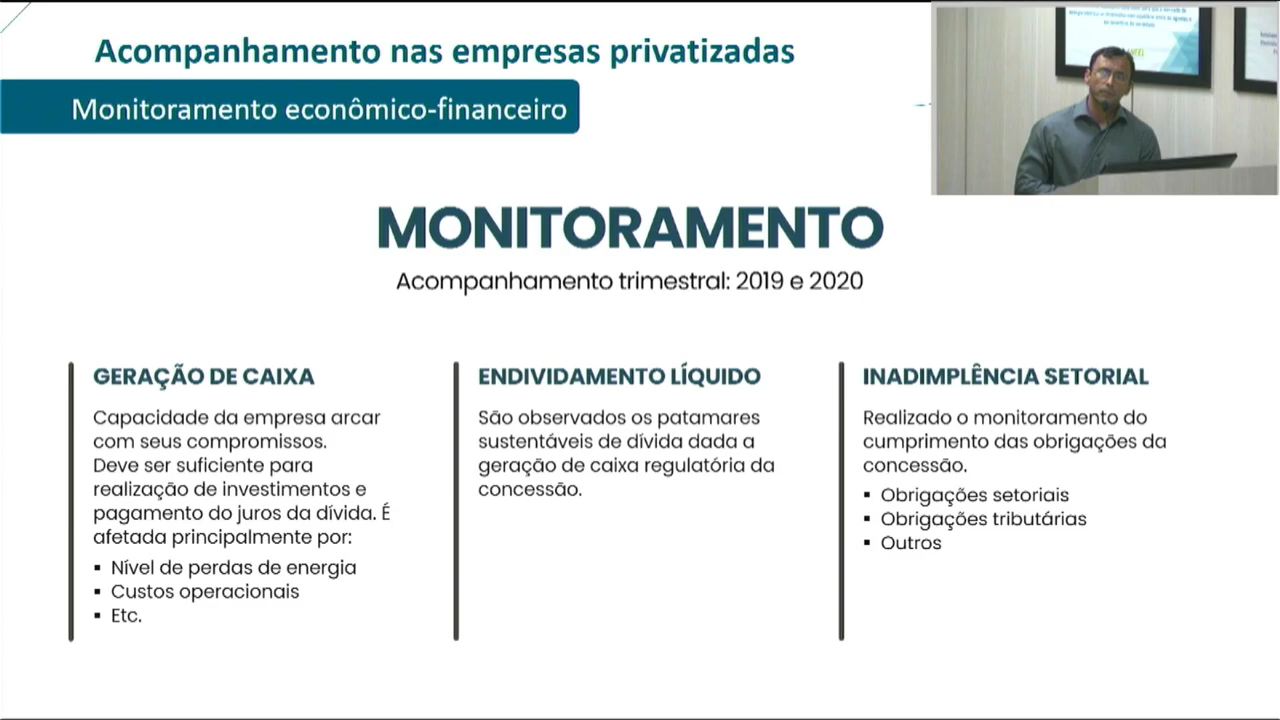 Acompanhamento nas empresas privatizadas
Monitoramento econômico-financeiro
MONITORAMENTO
Acompanhamento trimestral: 2019 e 2020
GERAÇÃO DE CAIXA
Capacidade da empresa arcar
com seus compromissos.
Deve ser suficiente para
realização de investimentos e
pagamento do juros da dívida. É
afetada principalmente por:
▪ Nível de perdas de energia
▪ Custos operacionais
▪ Etc.
ENDIVIDAMENTO LÍQUIDO
São observados os patamares
sustentáveis de dívida dada a
geração de caixa regulatória da
concessão.
INADIMPLÊNCIA SETORIAL
Realizado o monitoramento do
cumprimento das obrigações da
concessão.
▪ Obrigações setoriais
▪ Obrigações tributárias
▪ Outros